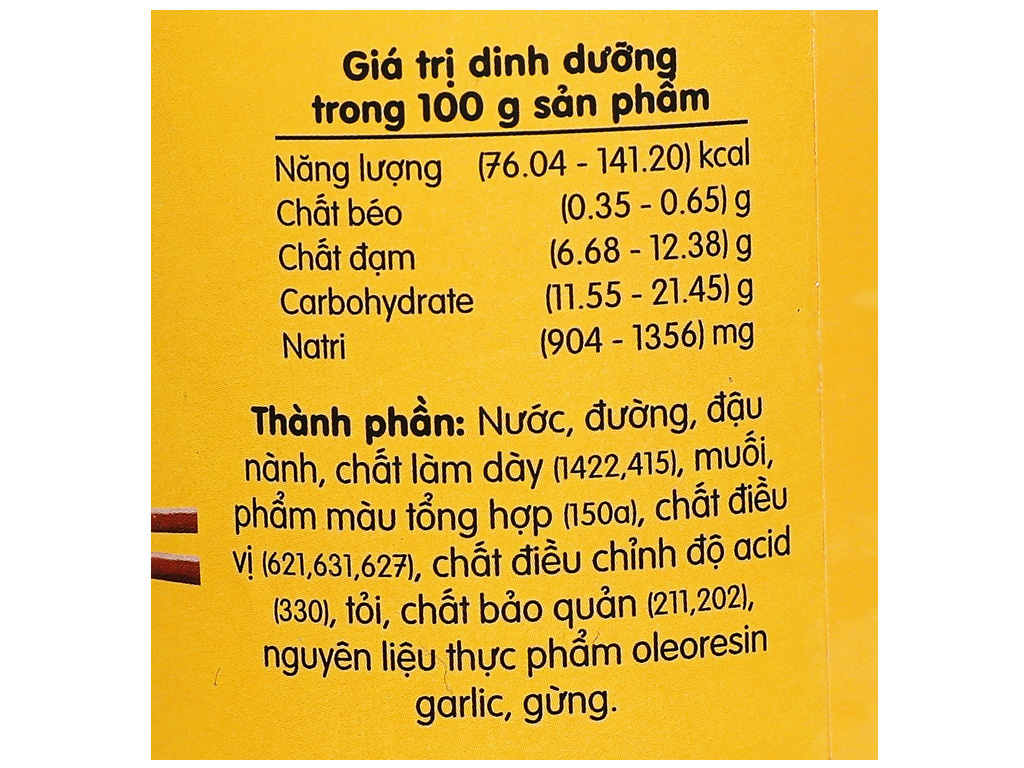 Giá trị dinh dưỡng
trong 100 g sản phẩm
Năng lượng (76.04 - 141.20) kcal
Chất béo (0.35 - 0.65) g
Chất đạm (6.68 - 12.38) g
Carbohydrate (11.55 - 21.45) g
Natri (904 - 1356) mg
Thành phần: Nước, đường, đậu
nành, chất làm dày (1422,415), muối,
phẩm màu tổng hợp (150a), chất điều
vị (621,631,627), chất điều chỉnh độ acid
(330), tỏi, chất bảo quản (211,202),
nguyên liệu thực phẩm oleoresin
garlic, gừng.